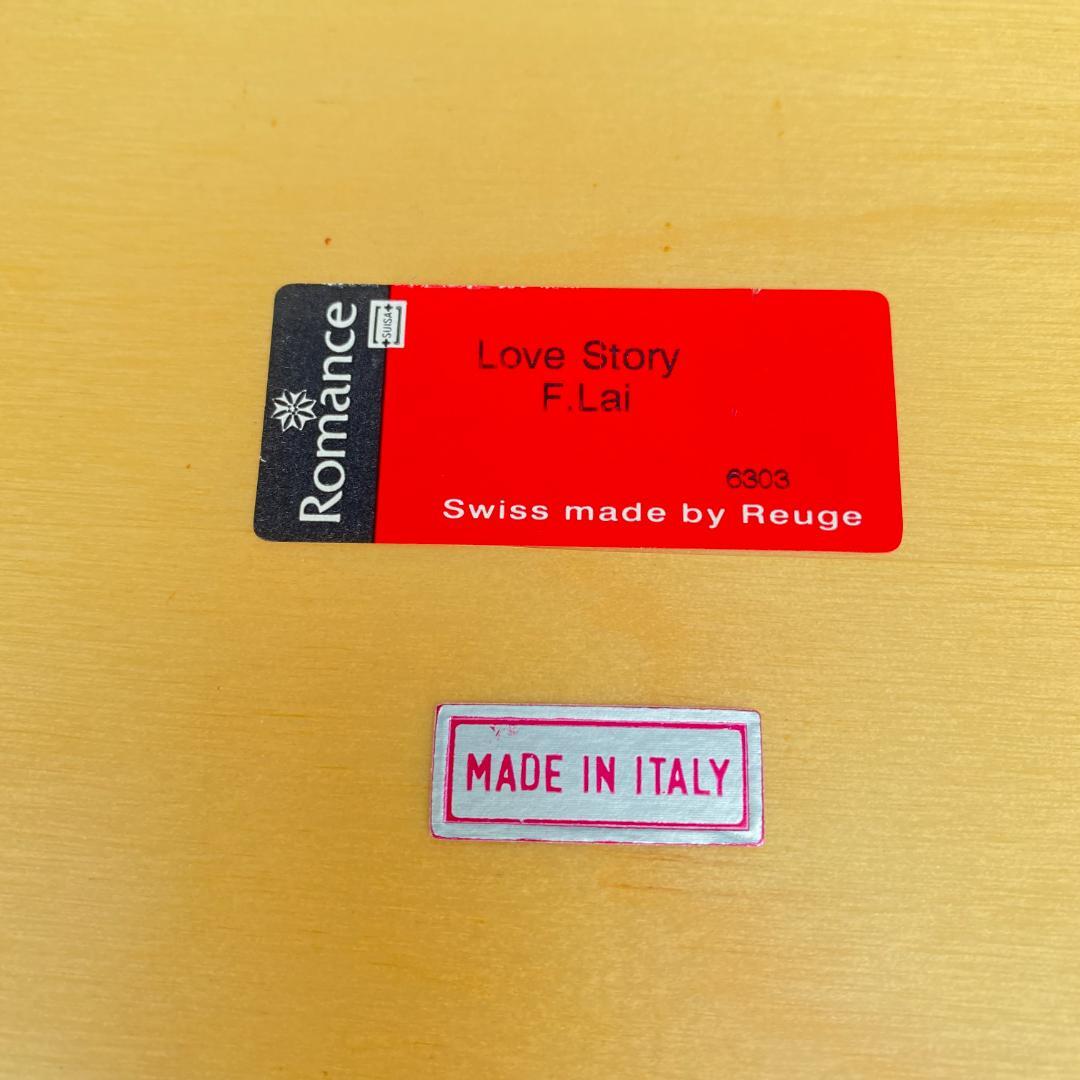 Romance
SUISA
Love Story
F.Lai
6303
Swiss made by Reuge
MADE IN ITALY